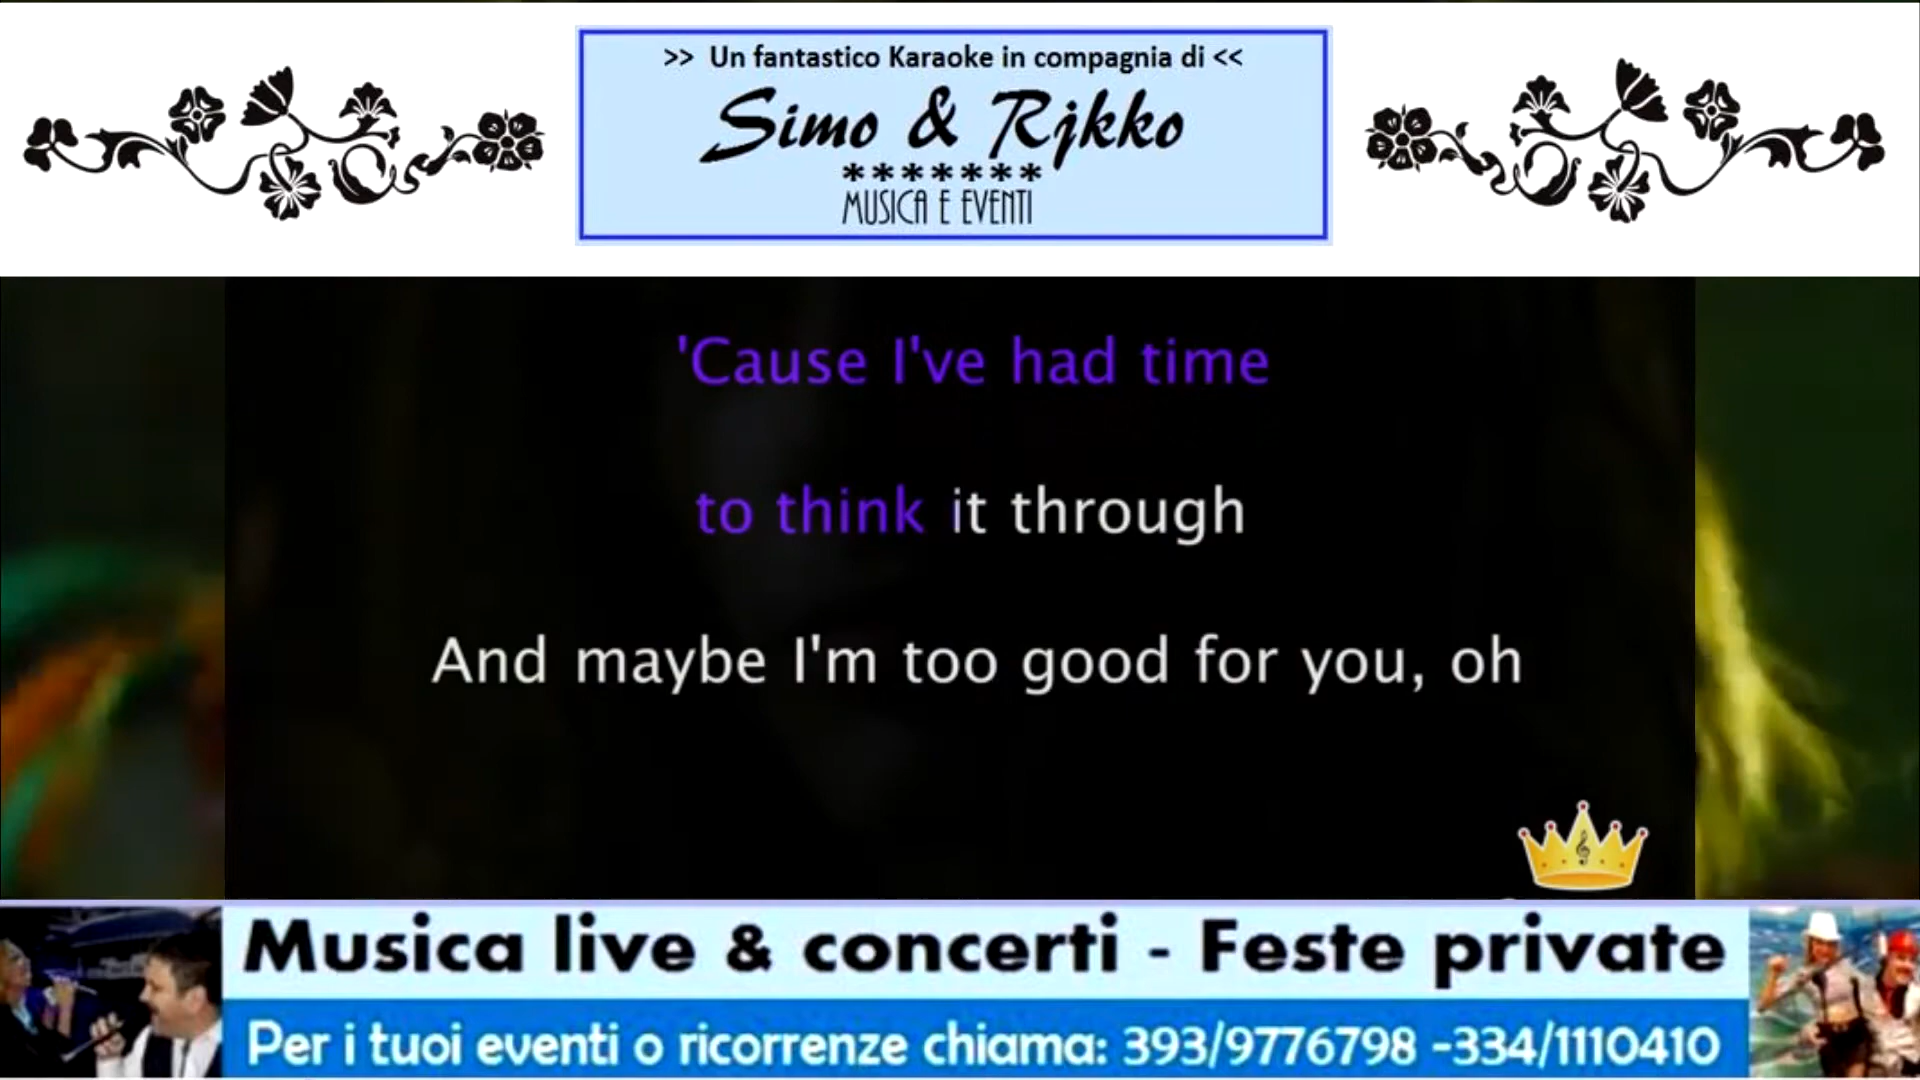 >> Un fantastico Karaoke in compagnia di <<
Simo & Rjkko
*******
MUSICA E EVENTI
'Cause I've had time
to think it through
And maybe I'm too good for you, oh
Musica live & concerti - Feste private
Per i tuoi eventi o ricorrenze chiama: 393/9776798 -334/1110410